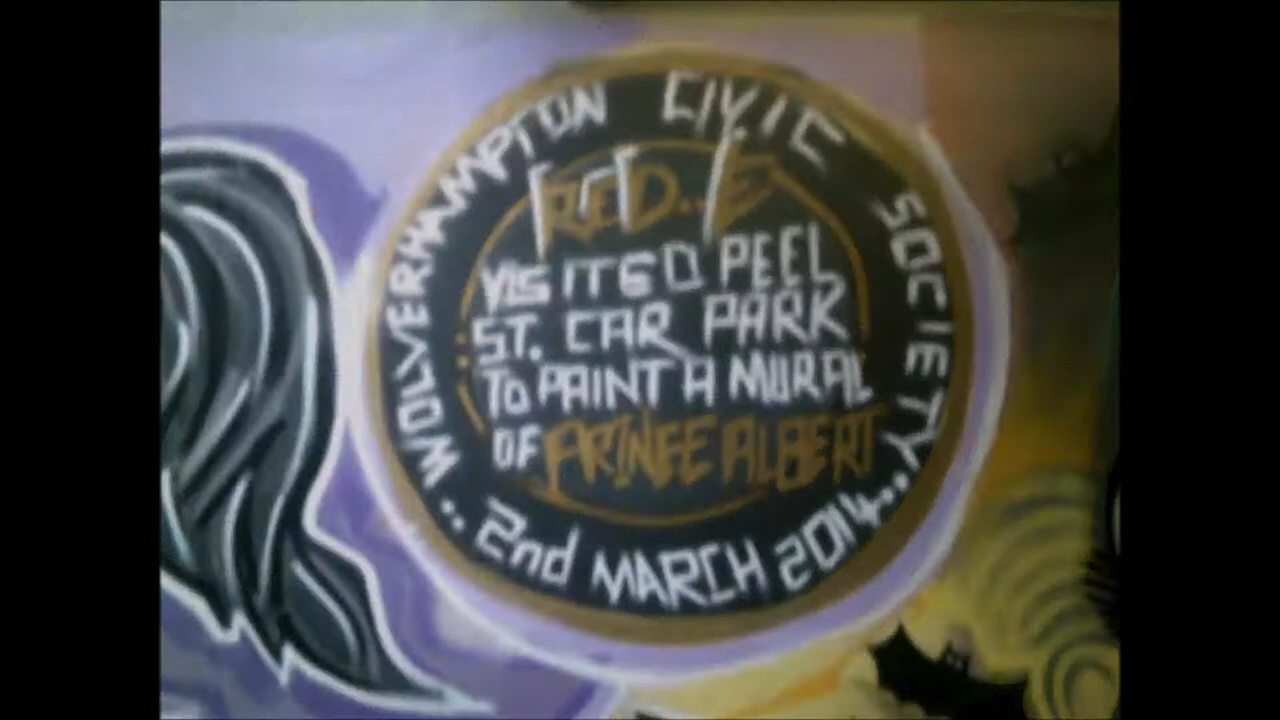 WOLVERHAMPTON CIVIC SOCIETY..
RED..E
VISITED PEEL
ST. CAR PARK
TO PAINT A MURAL
OF PRINCE ALBERT
..2nd MARCH 2014..